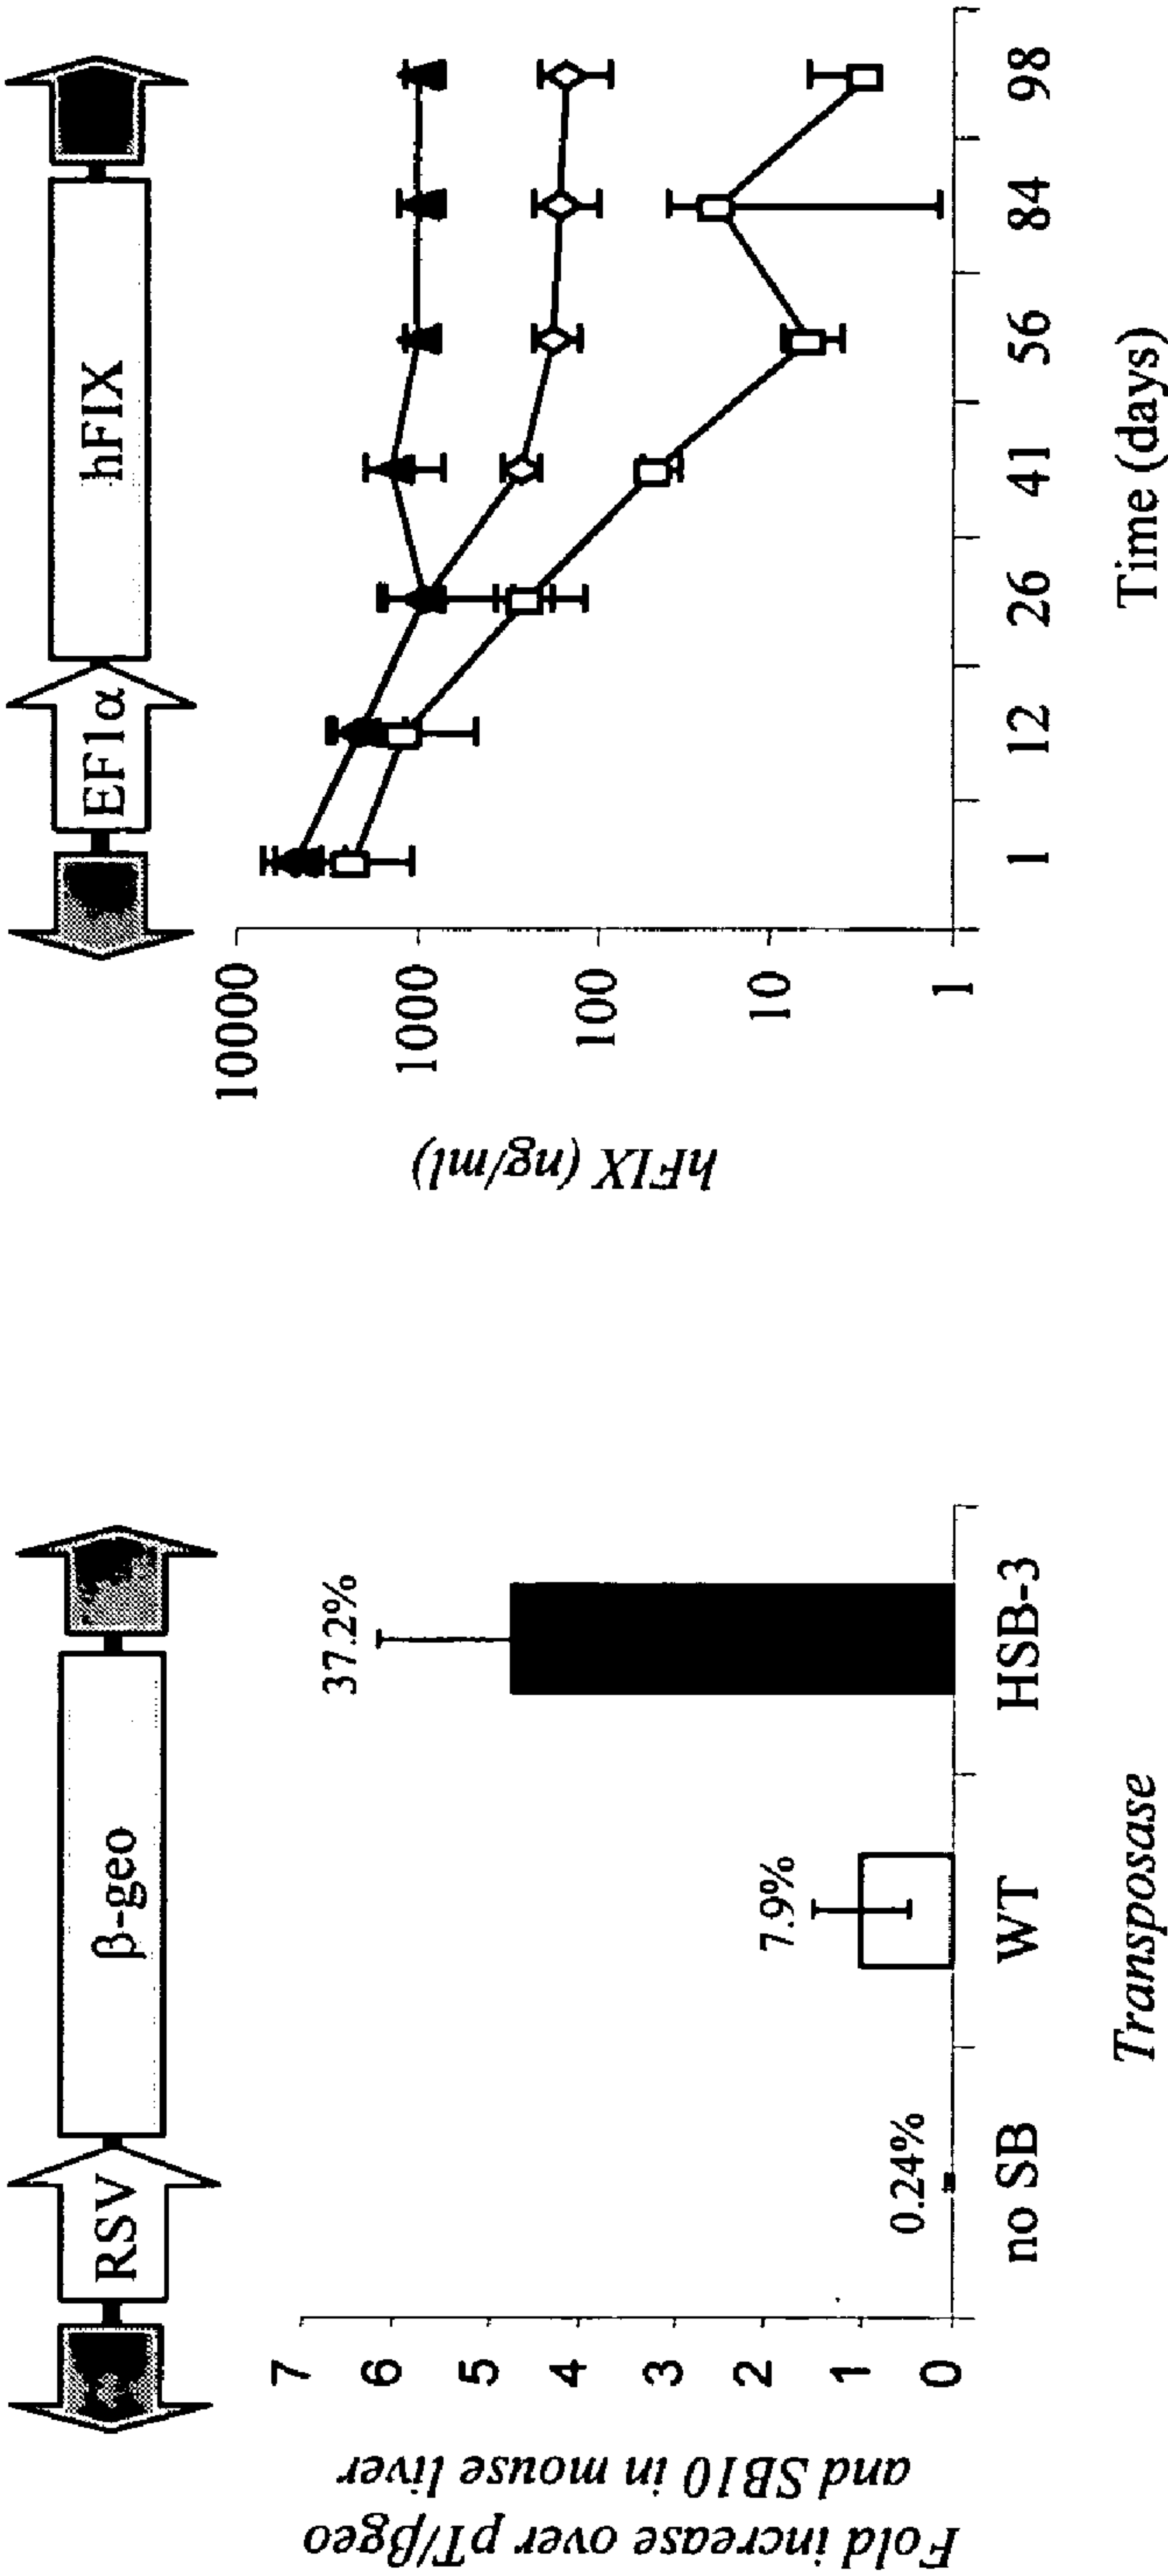 RSV
β-geo
Fold increase over pT/βgeo
and SB10 in mouse liver
7
6
5
4
3
2
1
0
0.24%
7.9%
37.2%
no SB
WT
HSB-3
Transposase
EF1α
hFIX
hFIX (ng/ml)
10000
1000
100
10
1
1
12
26
41
56
84
98
Time (days)